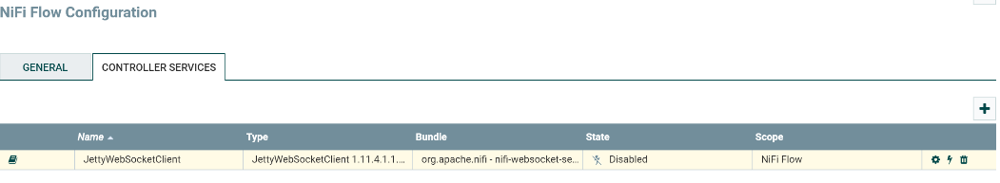 NiFi Flow Configuration
GENERAL
CONTROLLER SERVICES
Name Type Bundle State Scope
JettyWebSocketClient JettyWebSocketClient 1.11.4.1.1.... org.apache.nifi - nifi-websocket-se... Disabled NiFi Flow